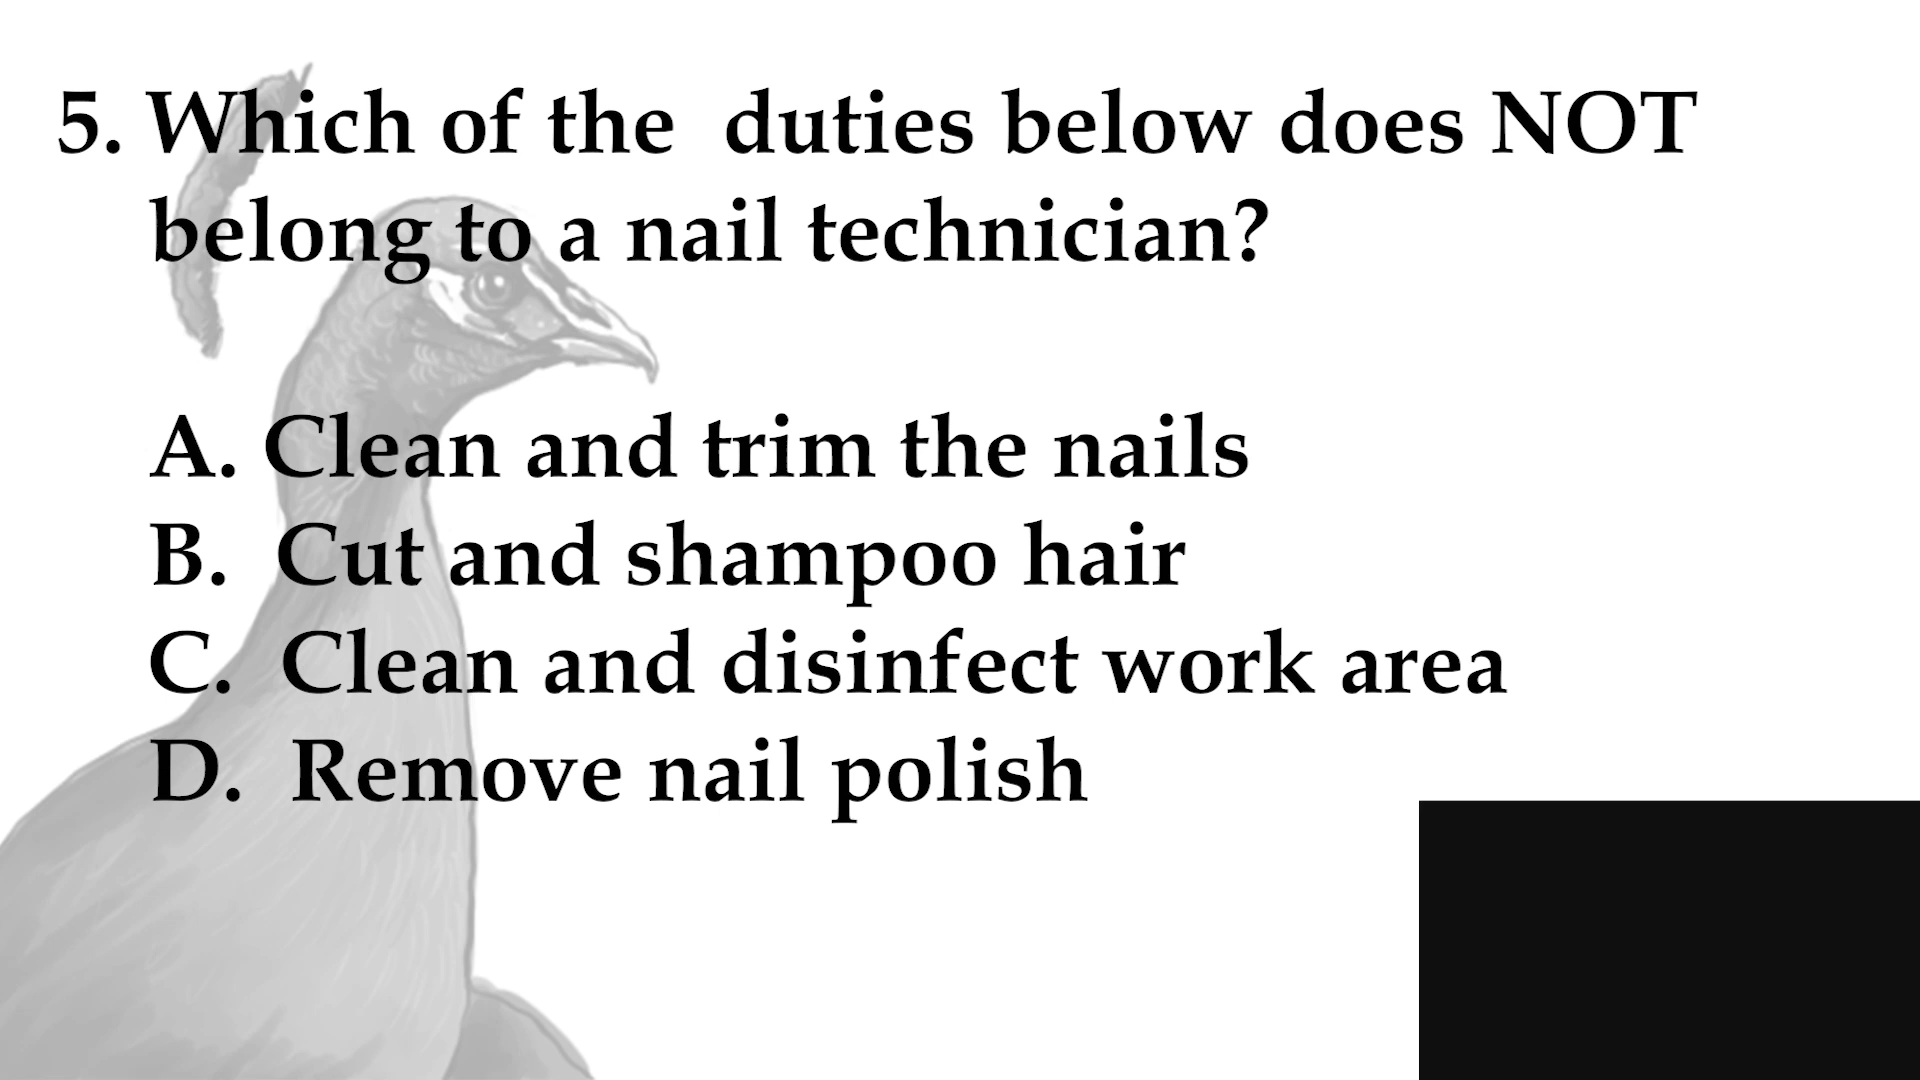 5. Which of the duties below does NOT
belong to a nail technician?
A. Clean and trim the nails
B. Cut and shampoo hair
C. Clean and disinfect work area
D. Remove nail polish